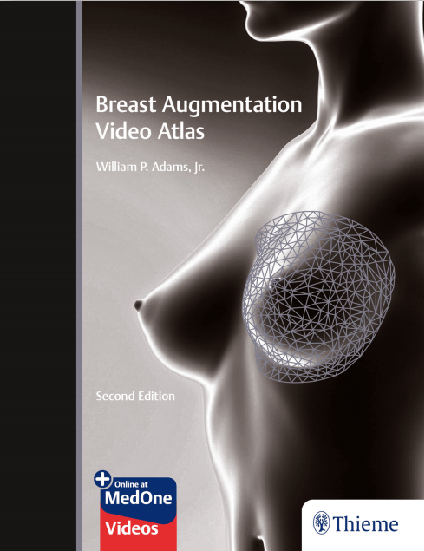 Breast Augmentation
Video Atlas
William P. Adams, Jr.
Second Edition
Online at
MedOne
Videos
Thieme